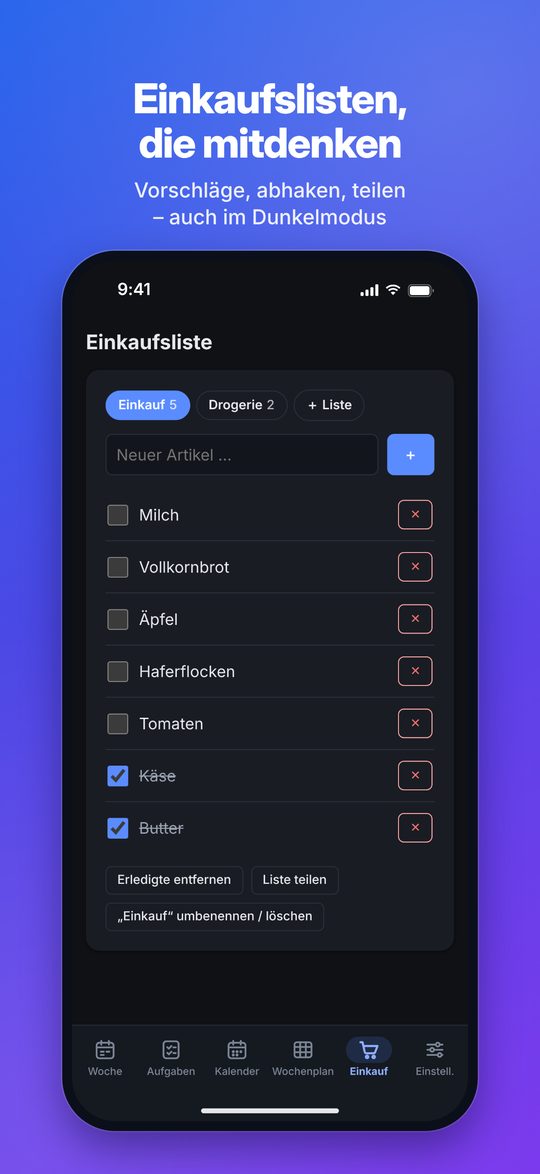 Einkaufslisten,
die mitdenken
Vorschläge, abhaken, teilen
– auch im Dunkelmodus
9:41
Einkaufsliste
Einkauf 5 Drogerie 2 + Liste
Neuer Artikel ... +
Milch ×
Vollkornbrot ×
Äpfel ×
Haferflocken ×
Tomaten ×
Käse ×
Butter ×
Erledigte entfernen Liste teilen
„Einkauf“ umbenennen / löschen
Woche Aufgaben Kalender Wochenplan Einkauf Einstell.